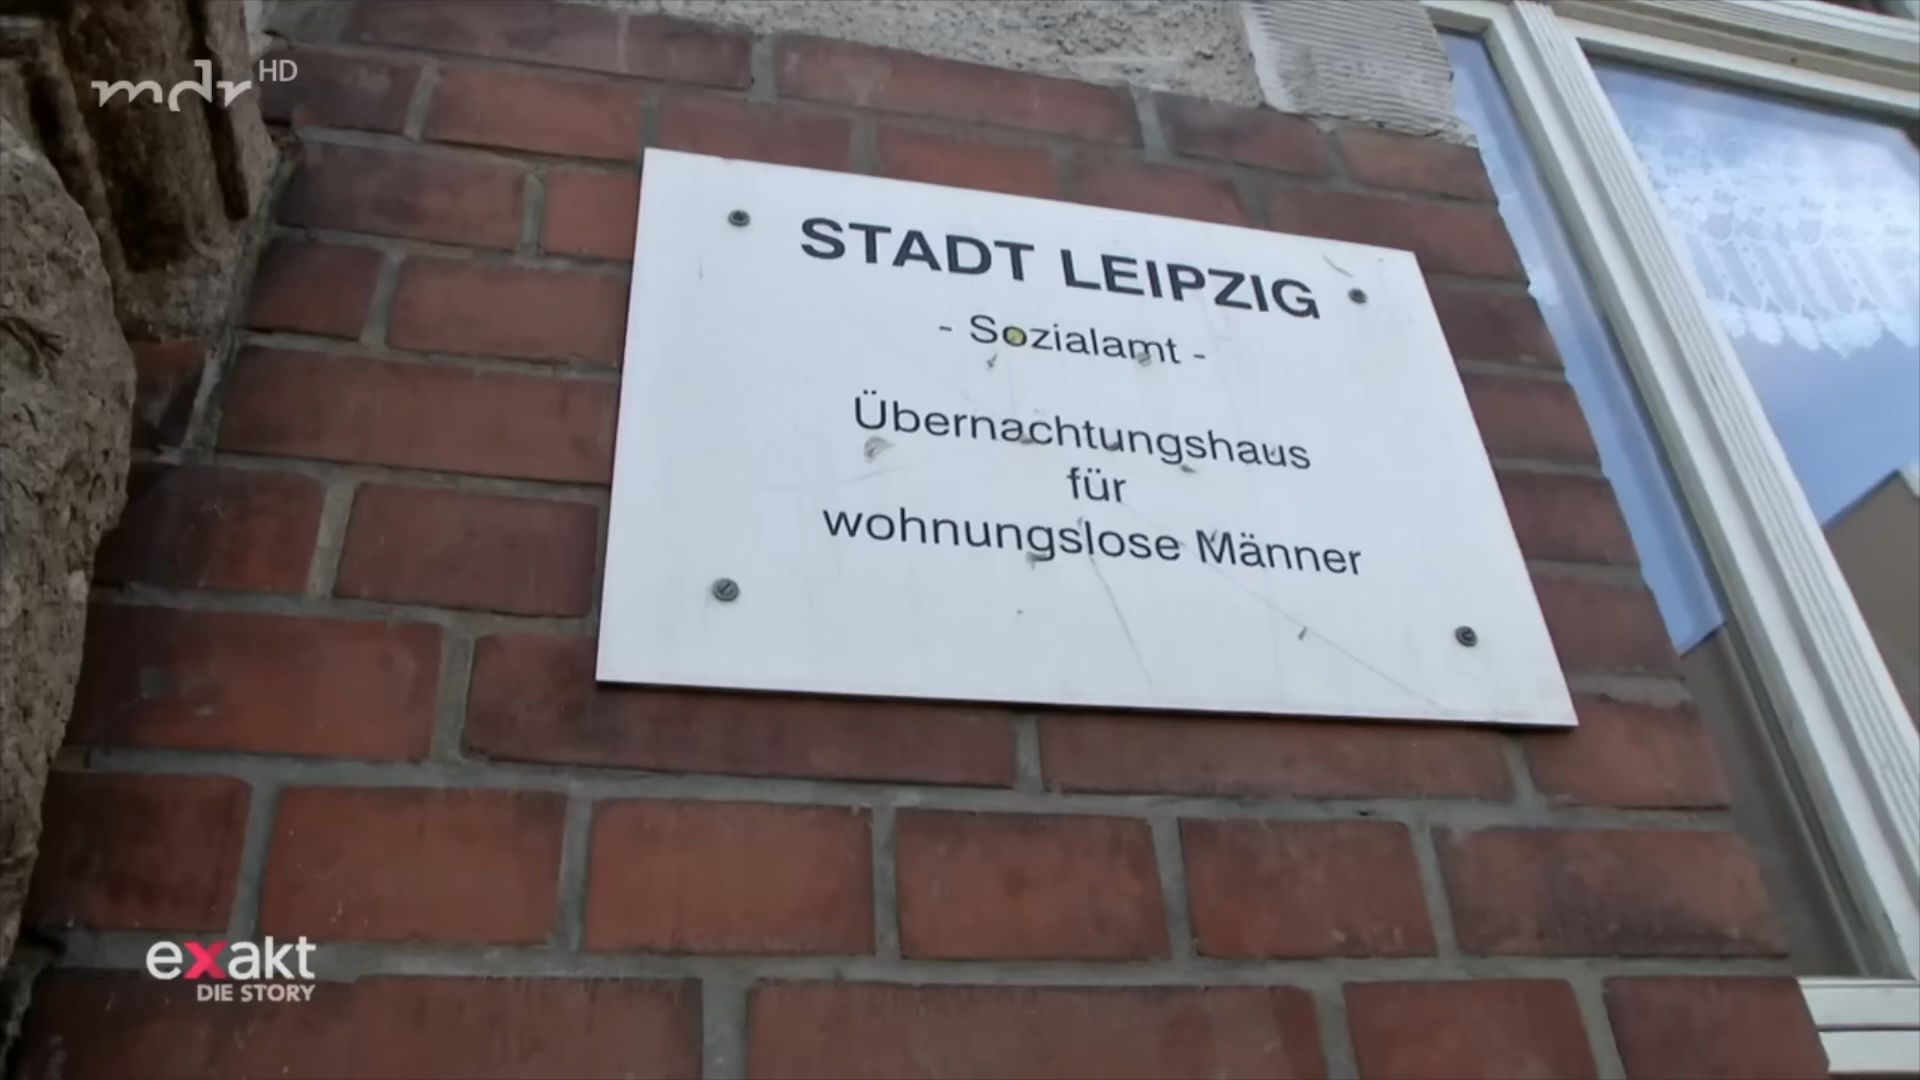 mdr HD
STADT LEIPZIG
- Sozialamt -
Übernachtungshaus
für
wohnungslose Männer
exakt
DIE STORY